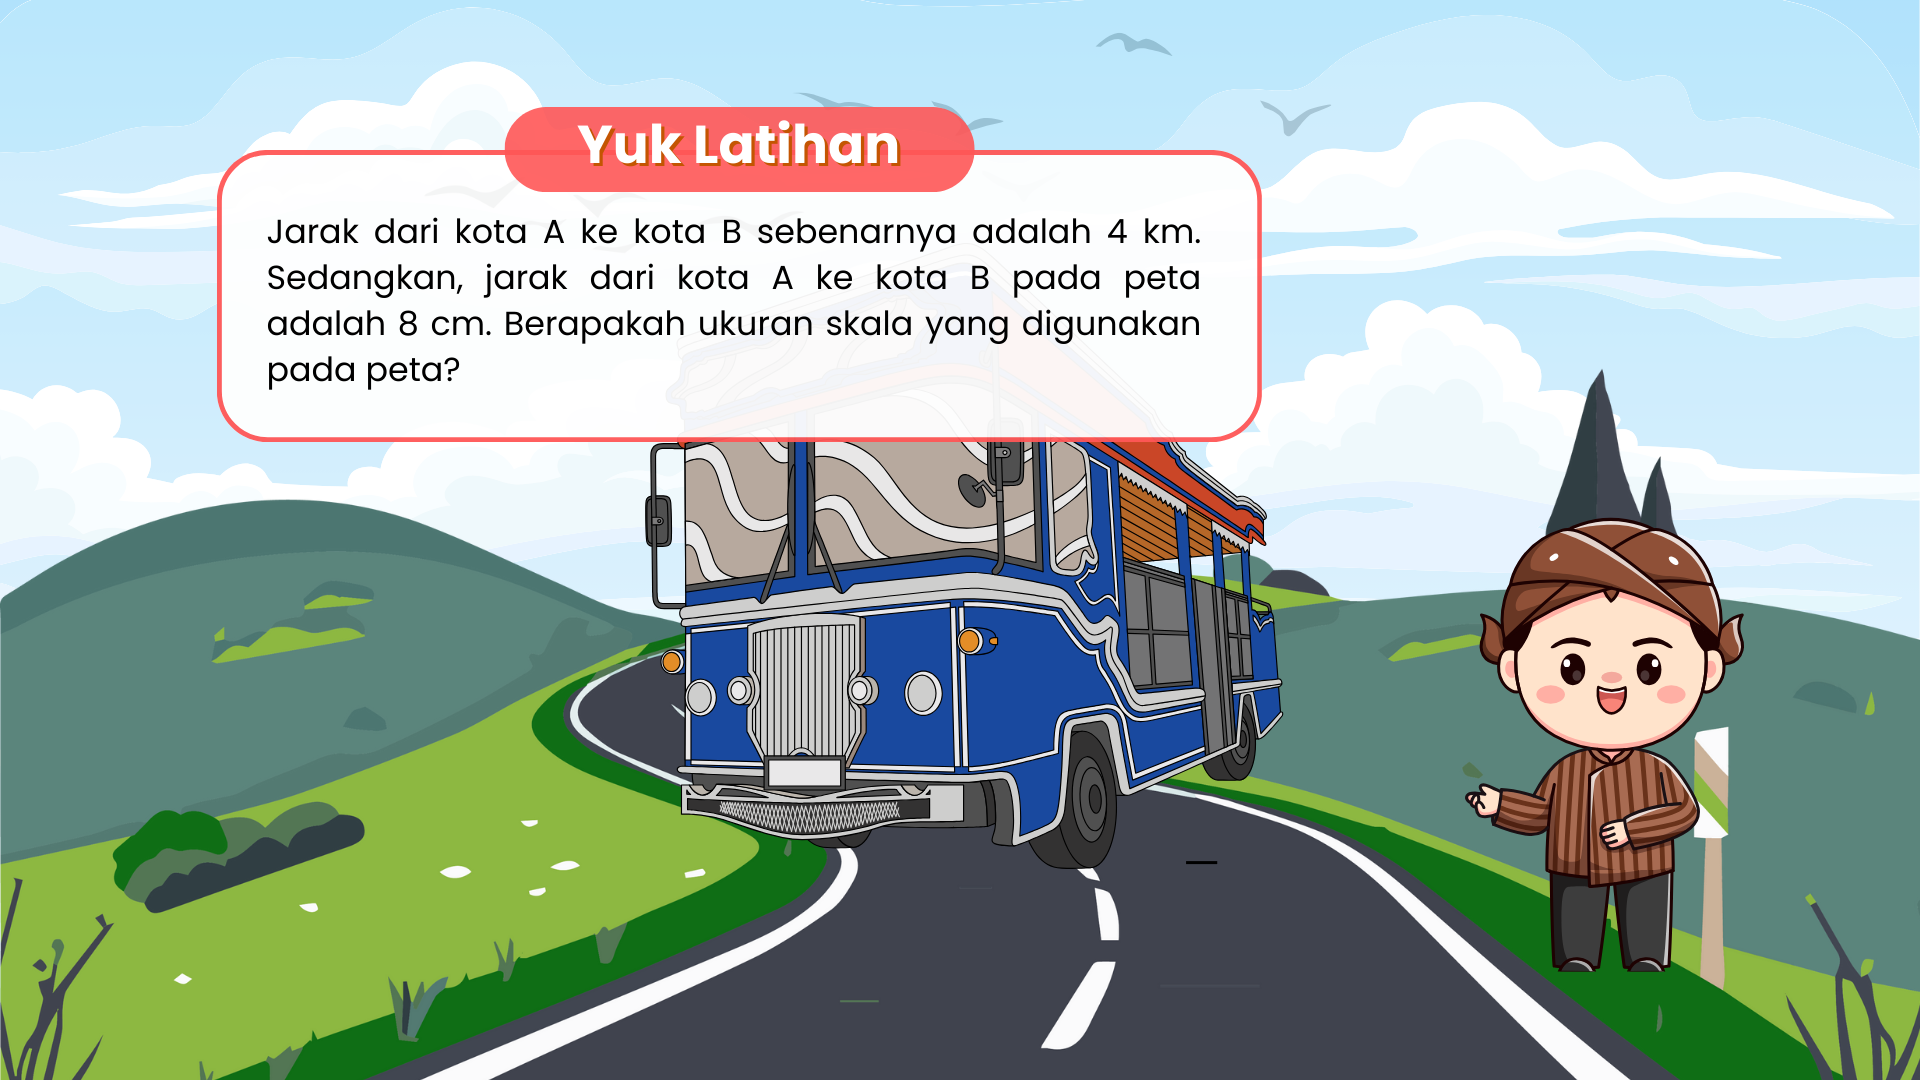 Yuk Latihan
Jarak dari kota A ke kota B sebenarnya adalah 4 km.
Sedangkan, jarak dari kota A ke kota B pada peta
adalah 8 cm. Berapakah ukuran skala yang digunakan
pada peta?